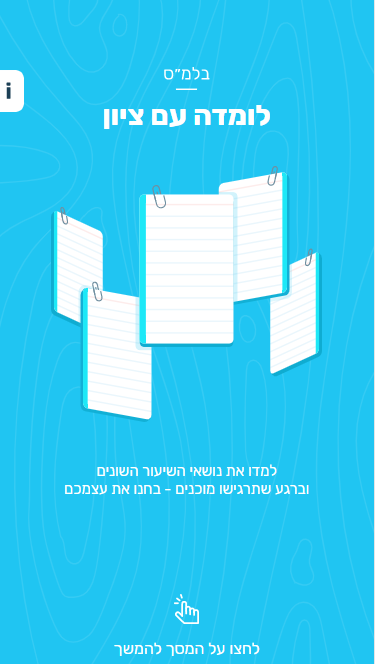 i
בלמ״ס
לומדה עם ציון
למדו את נושאי השיעור השונים
וברגע שתרגישו מוכנים - בחנו את עצמכם
לחצו על המסך להמשך